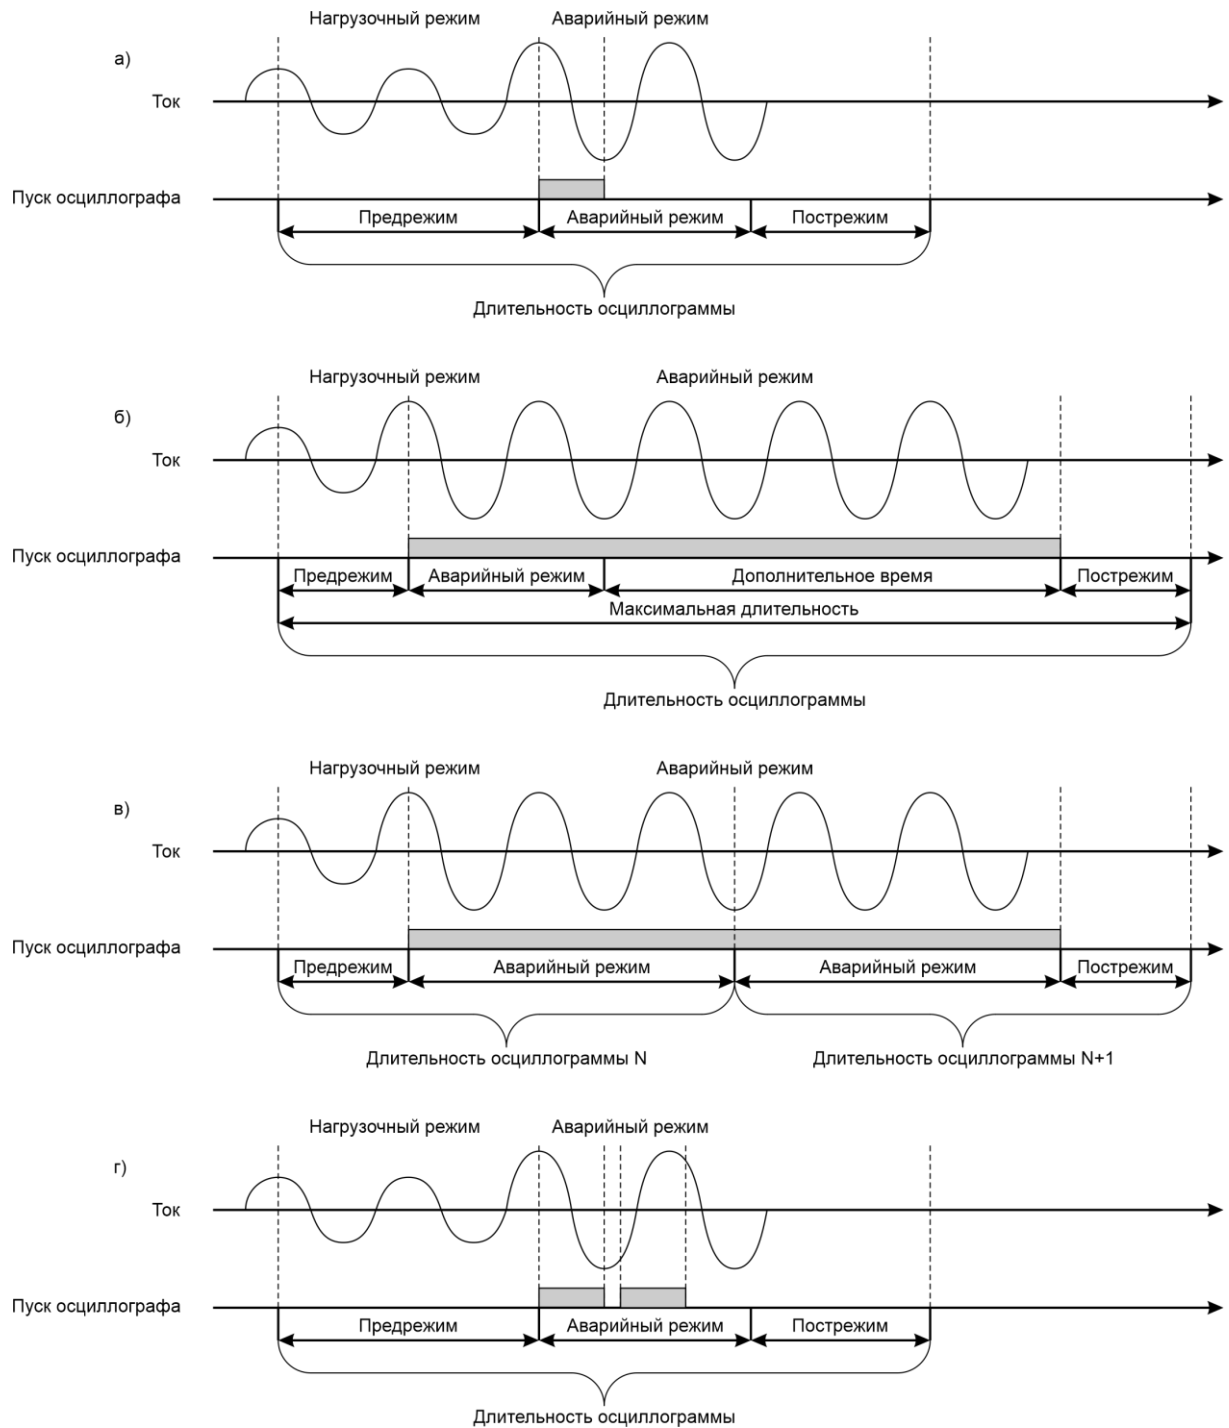 Нагрузочный режим Аварийный режим
а)
Ток
Пуск осциллографа
Предрежим Аварийный режим Пострежим
Длительность осциллограммы
Нагрузочный режим Аварийный режим
б)
Ток
Пуск осциллографа
Предрежим Аварийный режим Дополнительное время Пострежим
Максимальная длительность
Длительность осциллограммы
Нагрузочный режим Аварийный режим
в)
Ток
Пуск осциллографа
Предрежим Аварийный режим Аварийный режим Пострежим
Длительность осциллограммы N Длительность осциллограммы N+1
Нагрузочный режим Аварийный режим
г)
Ток
Пуск осциллографа
Предрежим Аварийный режим Пострежим
Длительность осциллограммы